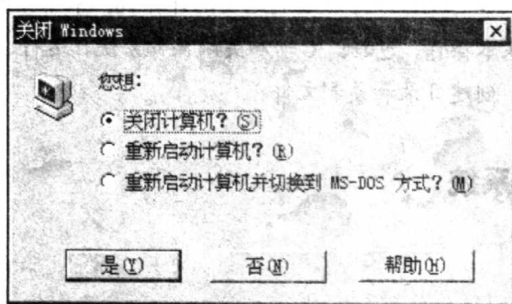 关闭 Windows
您想:
关闭计算机? (S)
重新启动计算机? (R)
重新启动计算机并切换到 MS-DOS 方式? (M)
是(Y) 否(N) 帮助(H)